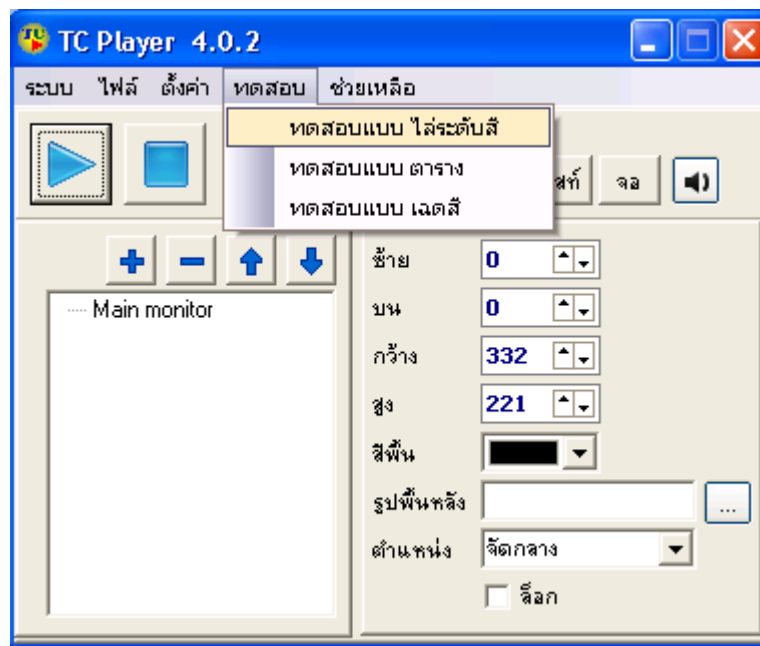 TC Player 4.0.2
ระบบ ไฟล์ ตั้งค่า ทดสอบ ช่วยเหลือ
ทดสอบแบบ ไล่ระดับสี
ทดสอบแบบ ตาราง
ทดสอบแบบ เฉดสี
จอ
Main monitor
ซ้าย 0
บน 0
กว้าง 332
สูง 221
สีพื้น
รูปพื้นหลัง ...
ตำแหน่ง จัดกลาง
ล็อก